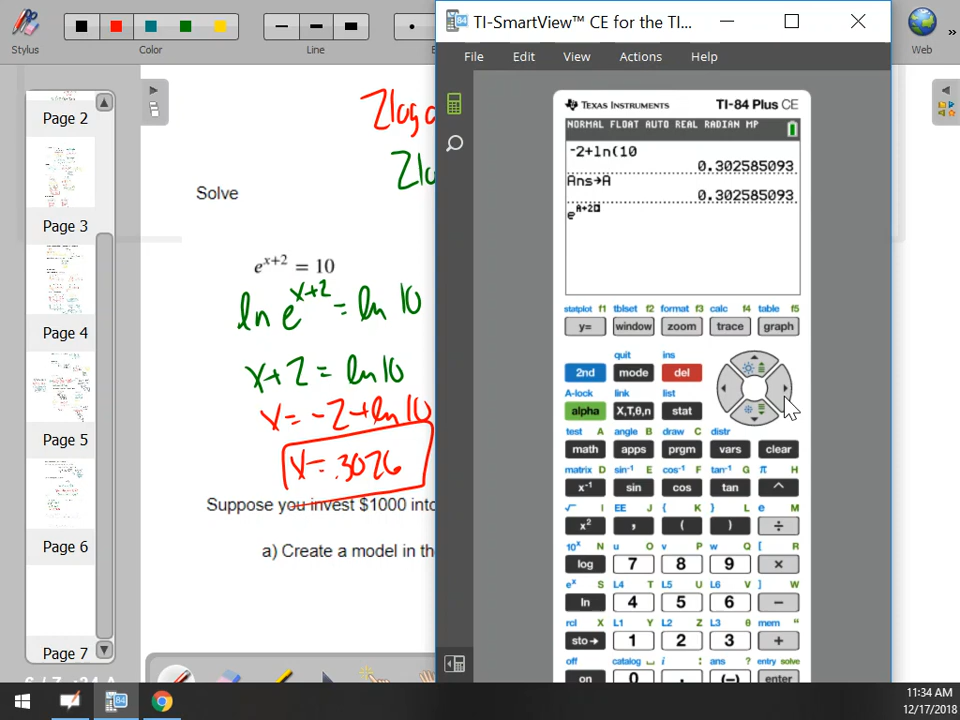 TI-SmartView™ CE for the TI...
Stylus
Color
Line
Web
File Edit View Actions Help
Page 2
Page 3
Page 4
Page 5
Page 6
Page 7
2log
2log
Solve
e^{x+2} = 10
ln e^{x+2} = ln 10
x+2 = ln 10
x = -2+ln 10
x = .3026
Suppose you invest $1000 into
a) Create a model in the
TEXAS INSTRUMENTS TI-84 Plus CE
NORMAL FLOAT AUTO REAL RADIAN MP
-2+ln(10
0.302585093
Ans→A
0.302585093
e^{A+2}
statplot f1 tblset f2 format f3 calc f4 table f5
y= window zoom trace graph
quit ins
2nd mode del
A-lock link list
alpha X,T,θ,n stat
test A angle B draw C distr
math apps prgm vars clear
matrix D sin⁻¹ E cos⁻¹ F tan⁻¹ G π H
x⁻¹ sin cos tan ^
√ I EE J { K } L e M
x² , ( ) ÷
10ˣ N u O v P w Q [ R
log 7 8 9 ×
eˣ S L4 T L5 U L6 V ] W
ln 4 5 6 −
rcl X L1 Y L2 Z L3 θ mem "
sto→ 1 2 3 +
off catalog i : ans ? entry solve
on 0 . (−) enter
11:34 AM
12/17/2018